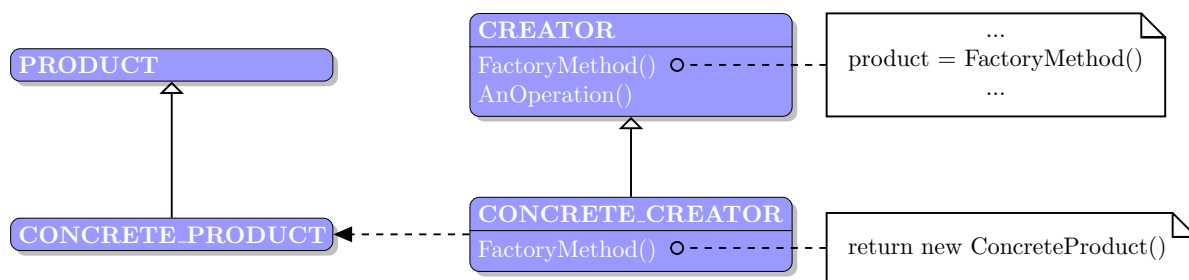 PRODUCT
CONCRETE_PRODUCT
CREATOR
FactoryMethod()
AnOperation()
...
product = FactoryMethod()
...
CONCRETE_CREATOR
FactoryMethod()
return new ConcreteProduct()